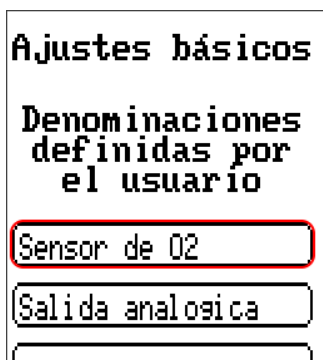 Ajustes básicos
Denominaciones
definidas por
el usuario
Sensor de O2
Salida analogica